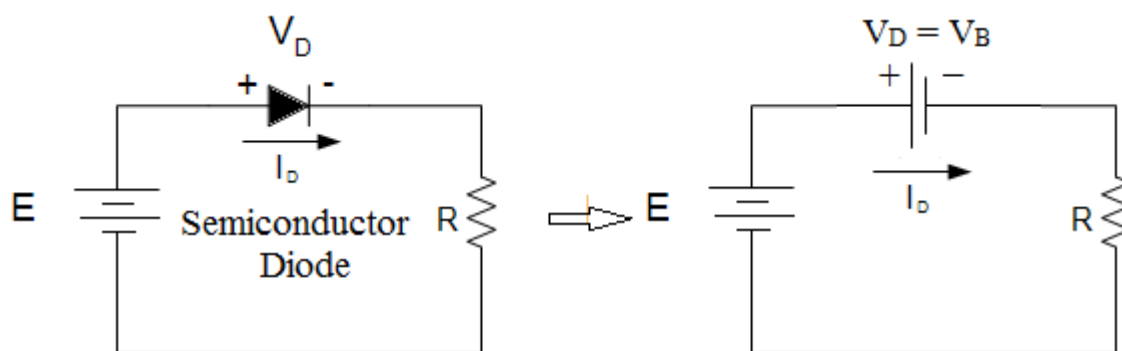 V_D
+ -
I_D
E
Semiconductor
Diode
R
V_D = V_B
+ −
I_D
E
R